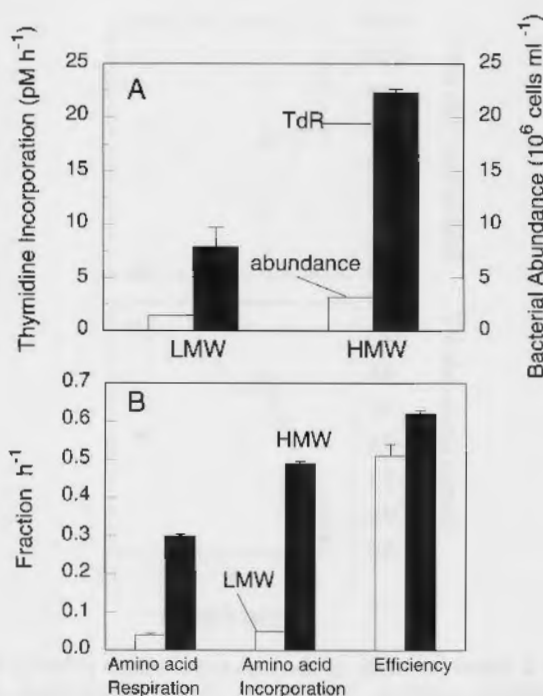 Thymidine Incorporation (pM h⁻¹)
25
20
15
10
5
0
A
TdR
abundance
LMW
HMW
25
20
15
10
5
0
Bacterial Abundance (10⁶ cells ml ⁻¹)
Fraction h⁻¹
0.7
0.6
0.5
0.4
0.3
0.2
0.1
0.0
B
HMW
LMW
Amino acid
Respiration
Amino acid
Incorporation
Efficiency